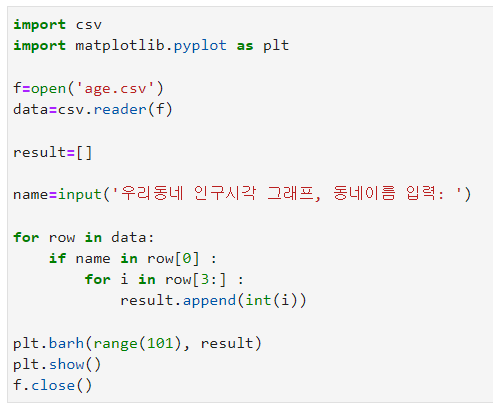 import csv
import matplotlib.pyplot as plt
f=open('age.csv')
data=csv.reader(f)
result=[]
name=input('우리동네 인구시각 그래프, 동네이름 입력: ')
for row in data:
    if name in row[0] :
        for i in row[3:] :
            result.append(int(i))
plt.barh(range(101), result)
plt.show()
f.close()